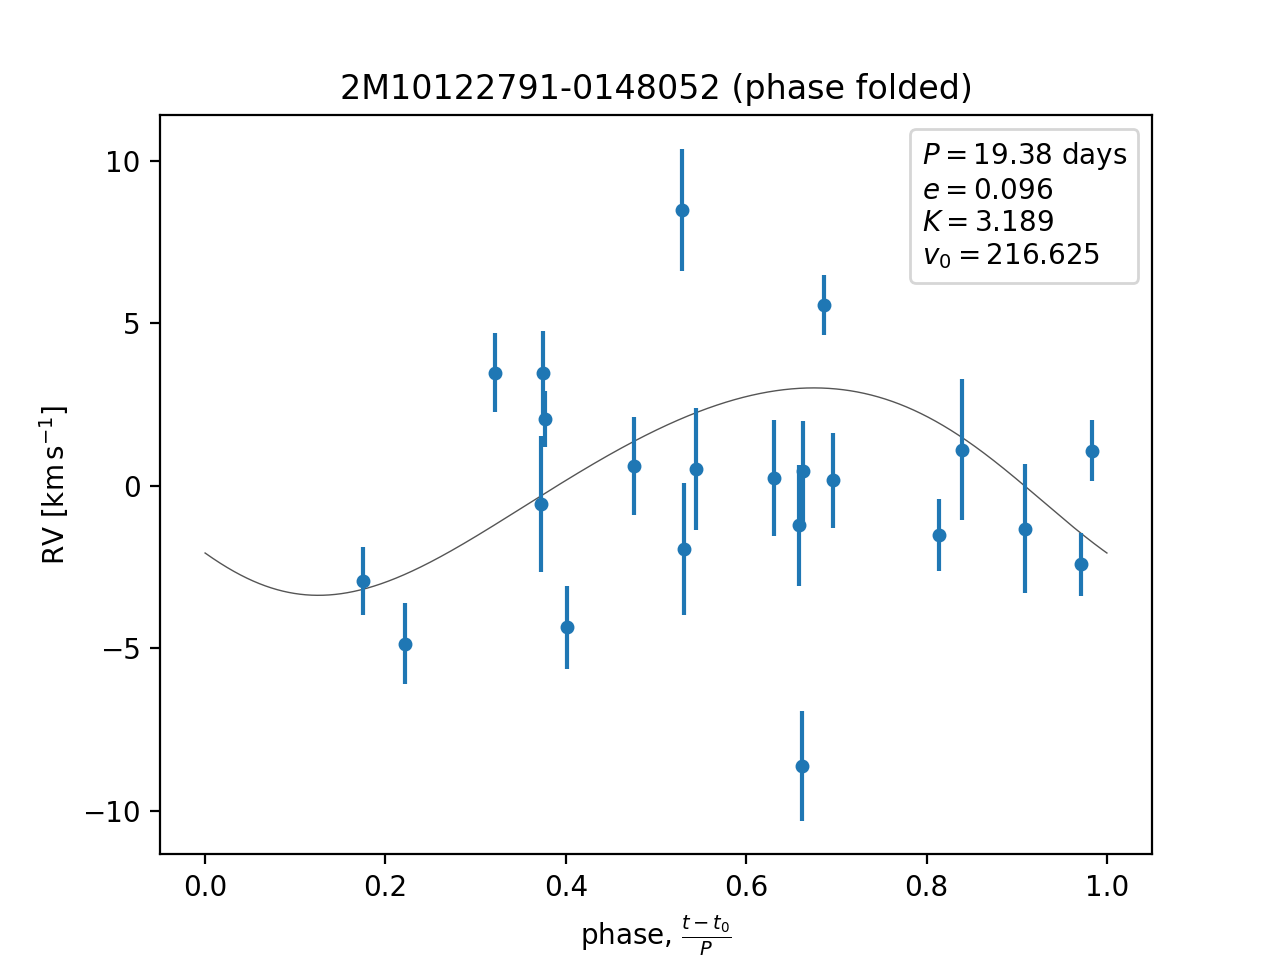 2M10122791-0148052 (phase folded)
P = 19.38 days
e = 0.096
K = 3.189
v₀ = 216.625
RV [km s⁻¹]
10
5
0
−5
−10
0.0 0.2 0.4 0.6 0.8 1.0
phase, (t − t₀)/P